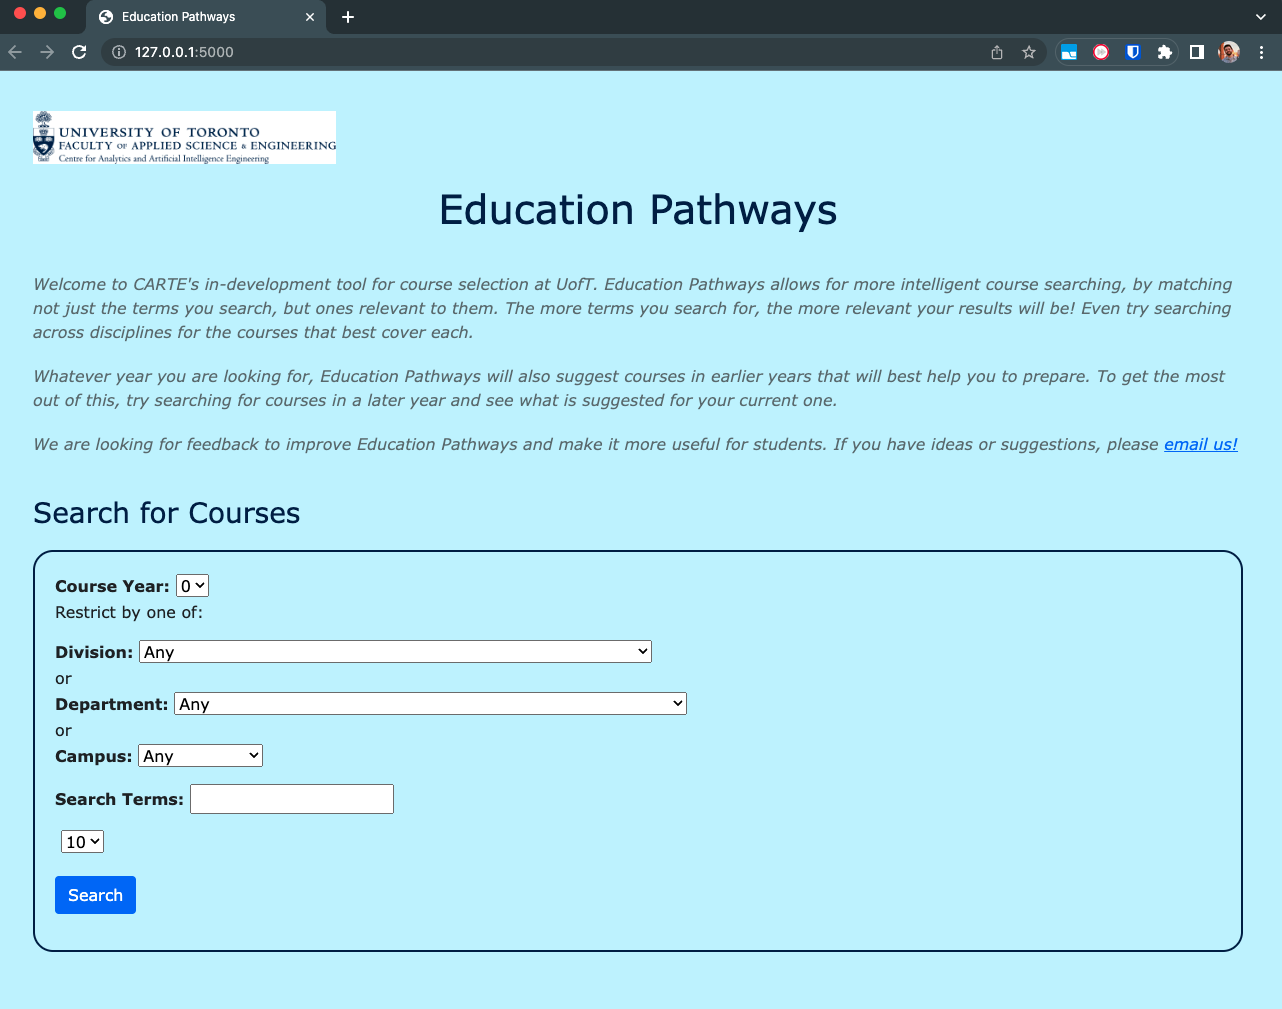 Education Pathways
127.0.0.1:5000
UNIVERSITY OF TORONTO
FACULTY OF APPLIED SCIENCE & ENGINEERING
Centre for Analytics and Artificial Intelligence Engineering
Education Pathways
Welcome to CARTE's in-development tool for course selection at UofT. Education Pathways allows for more intelligent course searching, by matching
not just the terms you search, but ones relevant to them. The more terms you search for, the more relevant your results will be! Even try searching
across disciplines for the courses that best cover each.
Whatever year you are looking for, Education Pathways will also suggest courses in earlier years that will best help you to prepare. To get the most
out of this, try searching for courses in a later year and see what is suggested for your current one.
We are looking for feedback to improve Education Pathways and make it more useful for students. If you have ideas or suggestions, please email us!
Search for Courses
Course Year: 0
Restrict by one of:
Division: Any
or
Department: Any
or
Campus: Any
Search Terms:
10
Search